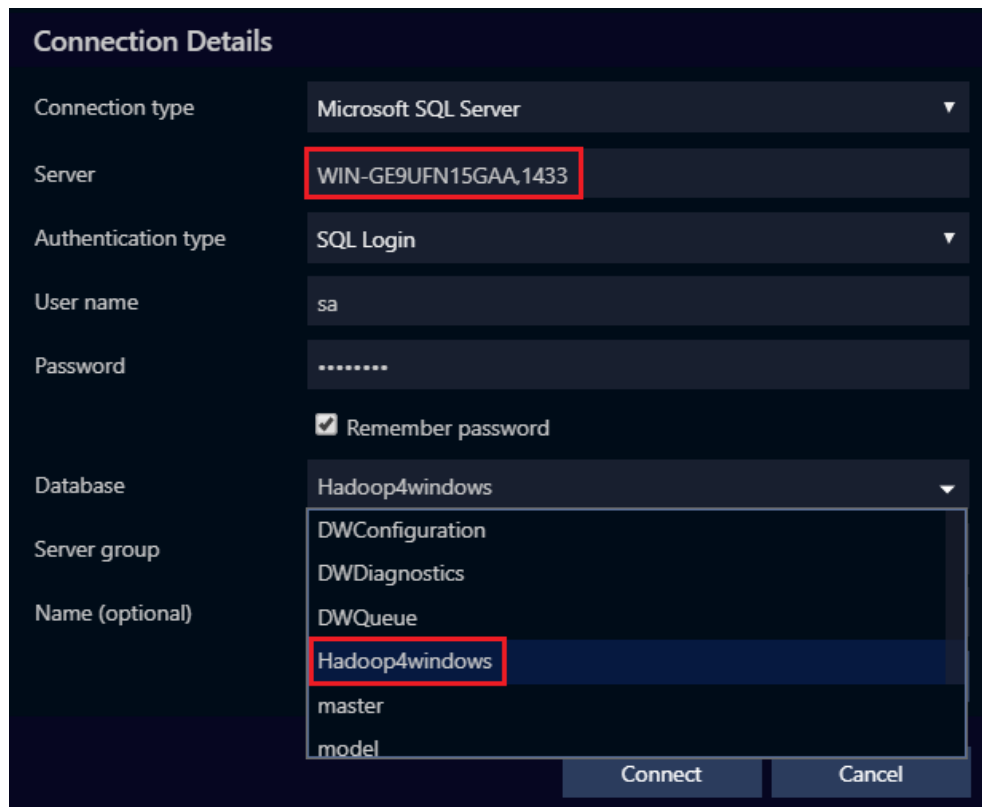 Connection Details
Connection type Microsoft SQL Server
Server WIN-GE9UFN15GAA,1433
Authentication type SQL Login
User name sa
Password ••••••••
Remember password
Database Hadoop4windows
DWConfiguration
Server group
DWDiagnostics
Name (optional) DWQueue
Hadoop4windows
master
model
Connect Cancel